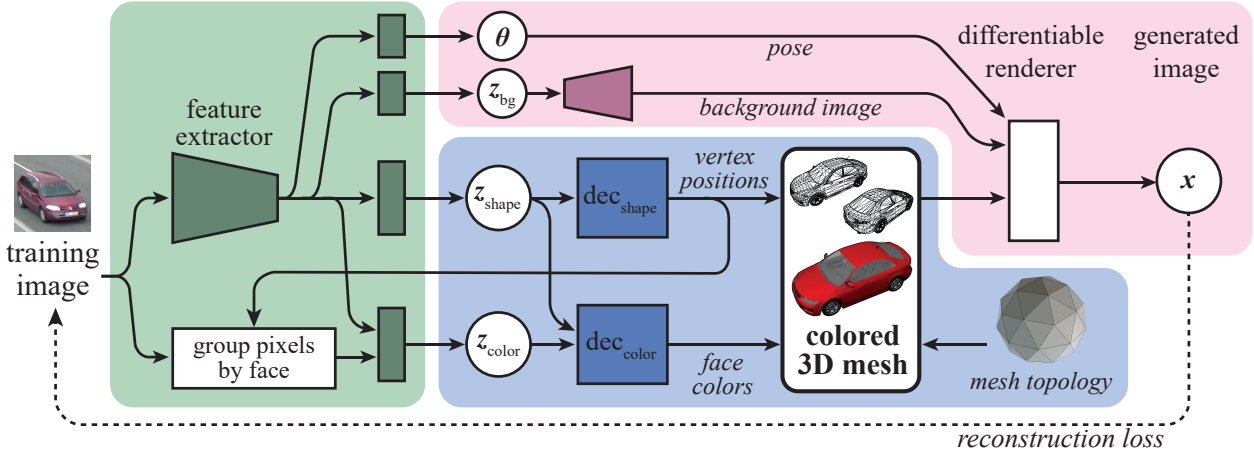 θ
pose
differentiable
renderer
generated
image
z_bg
background image
feature
extractor
training
image
z_shape
dec_shape
vertex
positions
x
group pixels
by face
z_color
dec_color
face
colors
colored
3D mesh
mesh topology
reconstruction loss